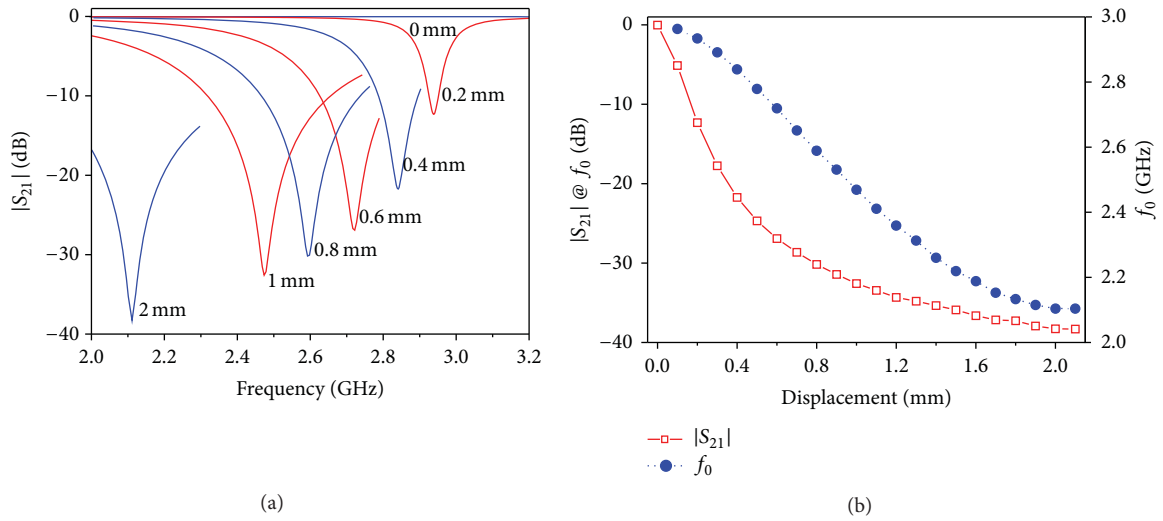 0
−10
−20
−30
−40
|S21| (dB)
2.0 2.2 2.4 2.6 2.8 3.0 3.2
Frequency (GHz)
0 mm
0.2 mm
0.4 mm
0.6 mm
0.8 mm
1 mm
2 mm
(a)
0
−10
−20
−30
−40
|S21| @ f0 (dB)
3.0
2.8
2.6
2.4
2.2
2.0
f0 (GHz)
0.0 0.4 0.8 1.2 1.6 2.0
Displacement (mm)
|S21|
f0
(b)